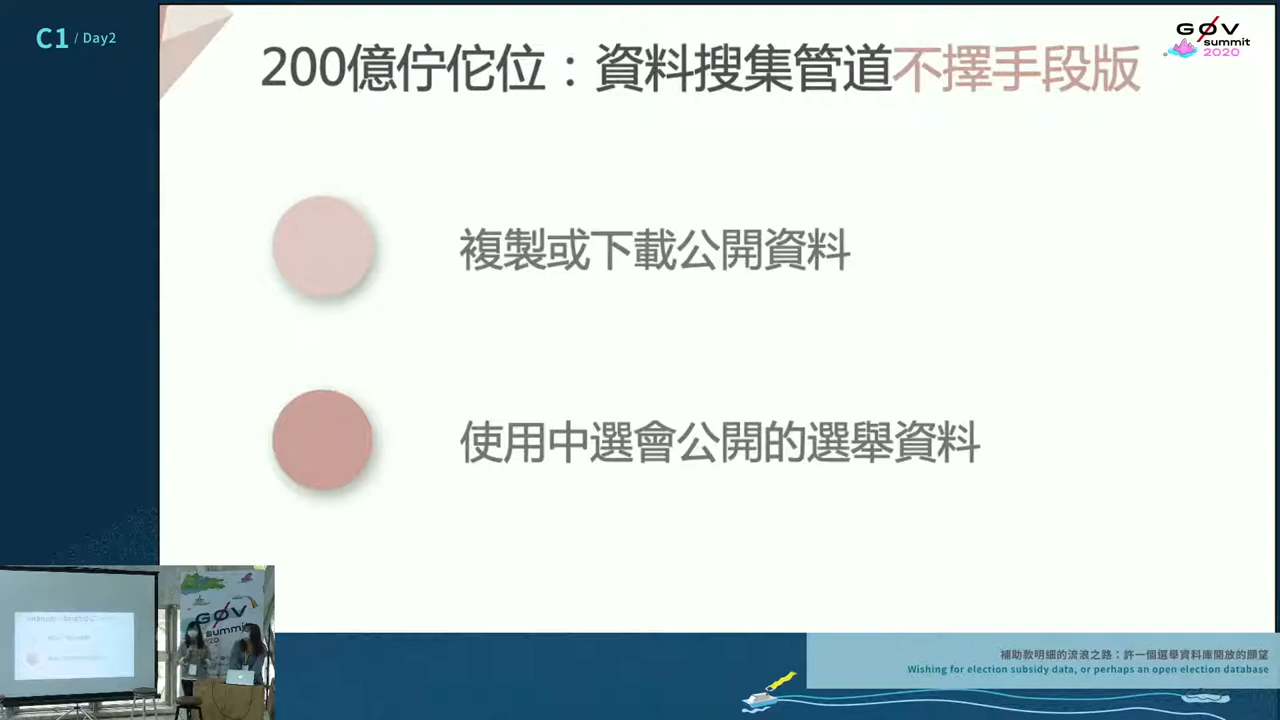 C1 / Day2
200億佇佗位：資料搜集管道不擇手段版
GØV
summit
2020
複製或下載公開資料
使用中選會公開的選舉資料
GØV
summit
補助款明細的流浪之路：許一個選舉資料庫開放的願望
Wishing for election subsidy data, or perhaps an open election database